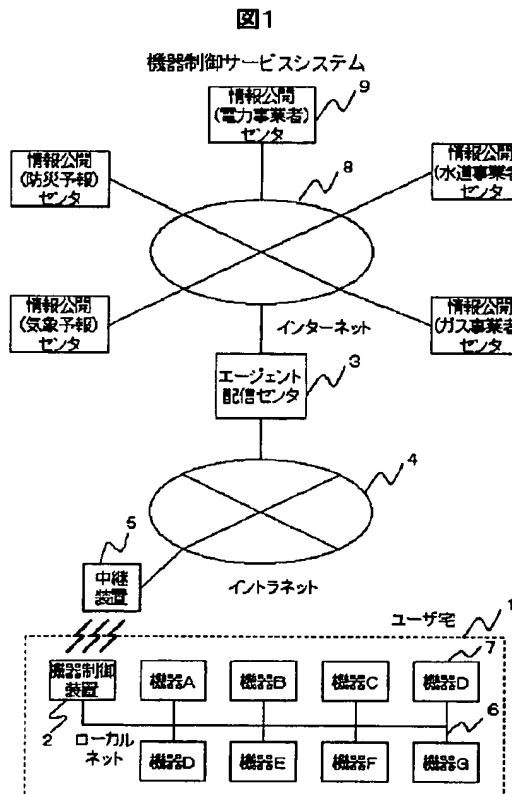 図1
機器制御サービスシステム
情報公開
(電力事業者)
センタ
9
情報公開
(防災予報)
センタ
8
情報公開
(水道事業者
センタ
情報公開
(気象予報)
センタ
インターネット
情報公開
(ガス事業者
センタ
エージェント
配信センタ
3
4
5
中継
装置
イントラネット
1
ユーザ宅
機器制御
装置
2
機器A
機器B
機器C
機器D
7
ローカル
ネット
6
機器D
機器E
機器F
機器G